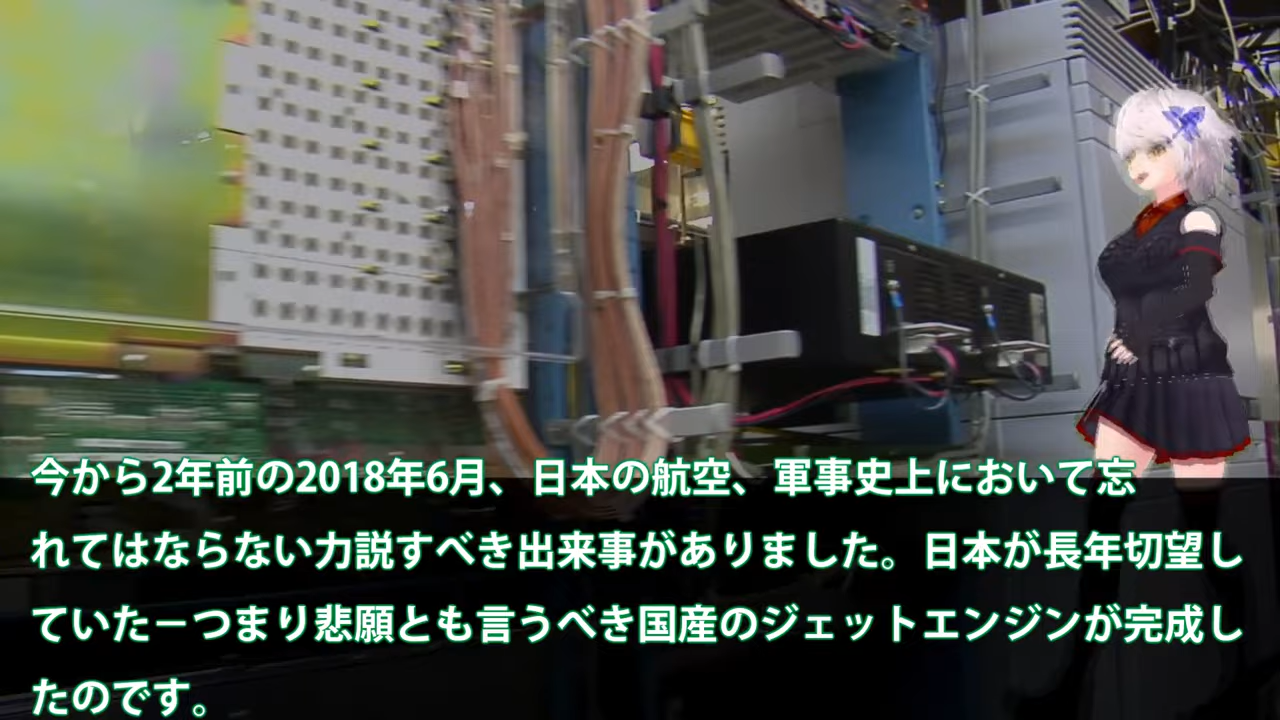 今から2年前の2018年6月、日本の航空、軍事史上において忘
れてはならない力説すべき出来事がありました。日本が長年切望し
ていた－つまり悲願とも言うべき国産のジェットエンジンが完成し
たのです。